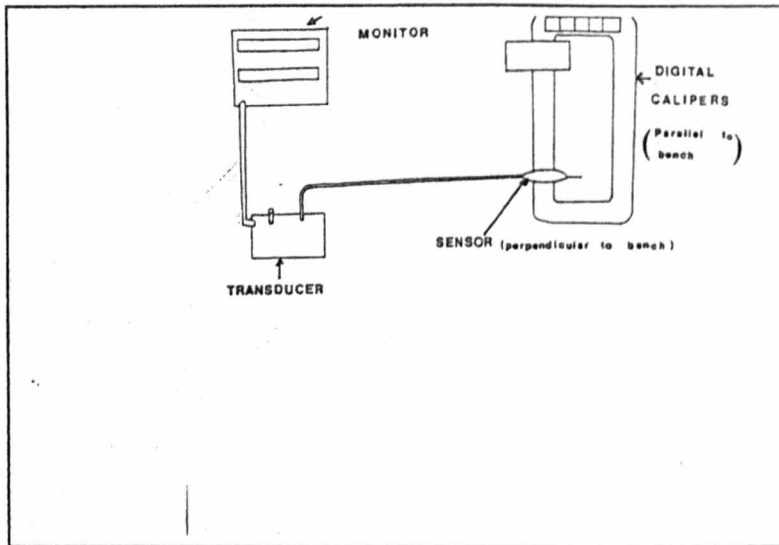 MONITOR
DIGITAL
CALIPERS
(Parallel to
bench)
SENSOR (perpendicular to bench)
TRANSDUCER